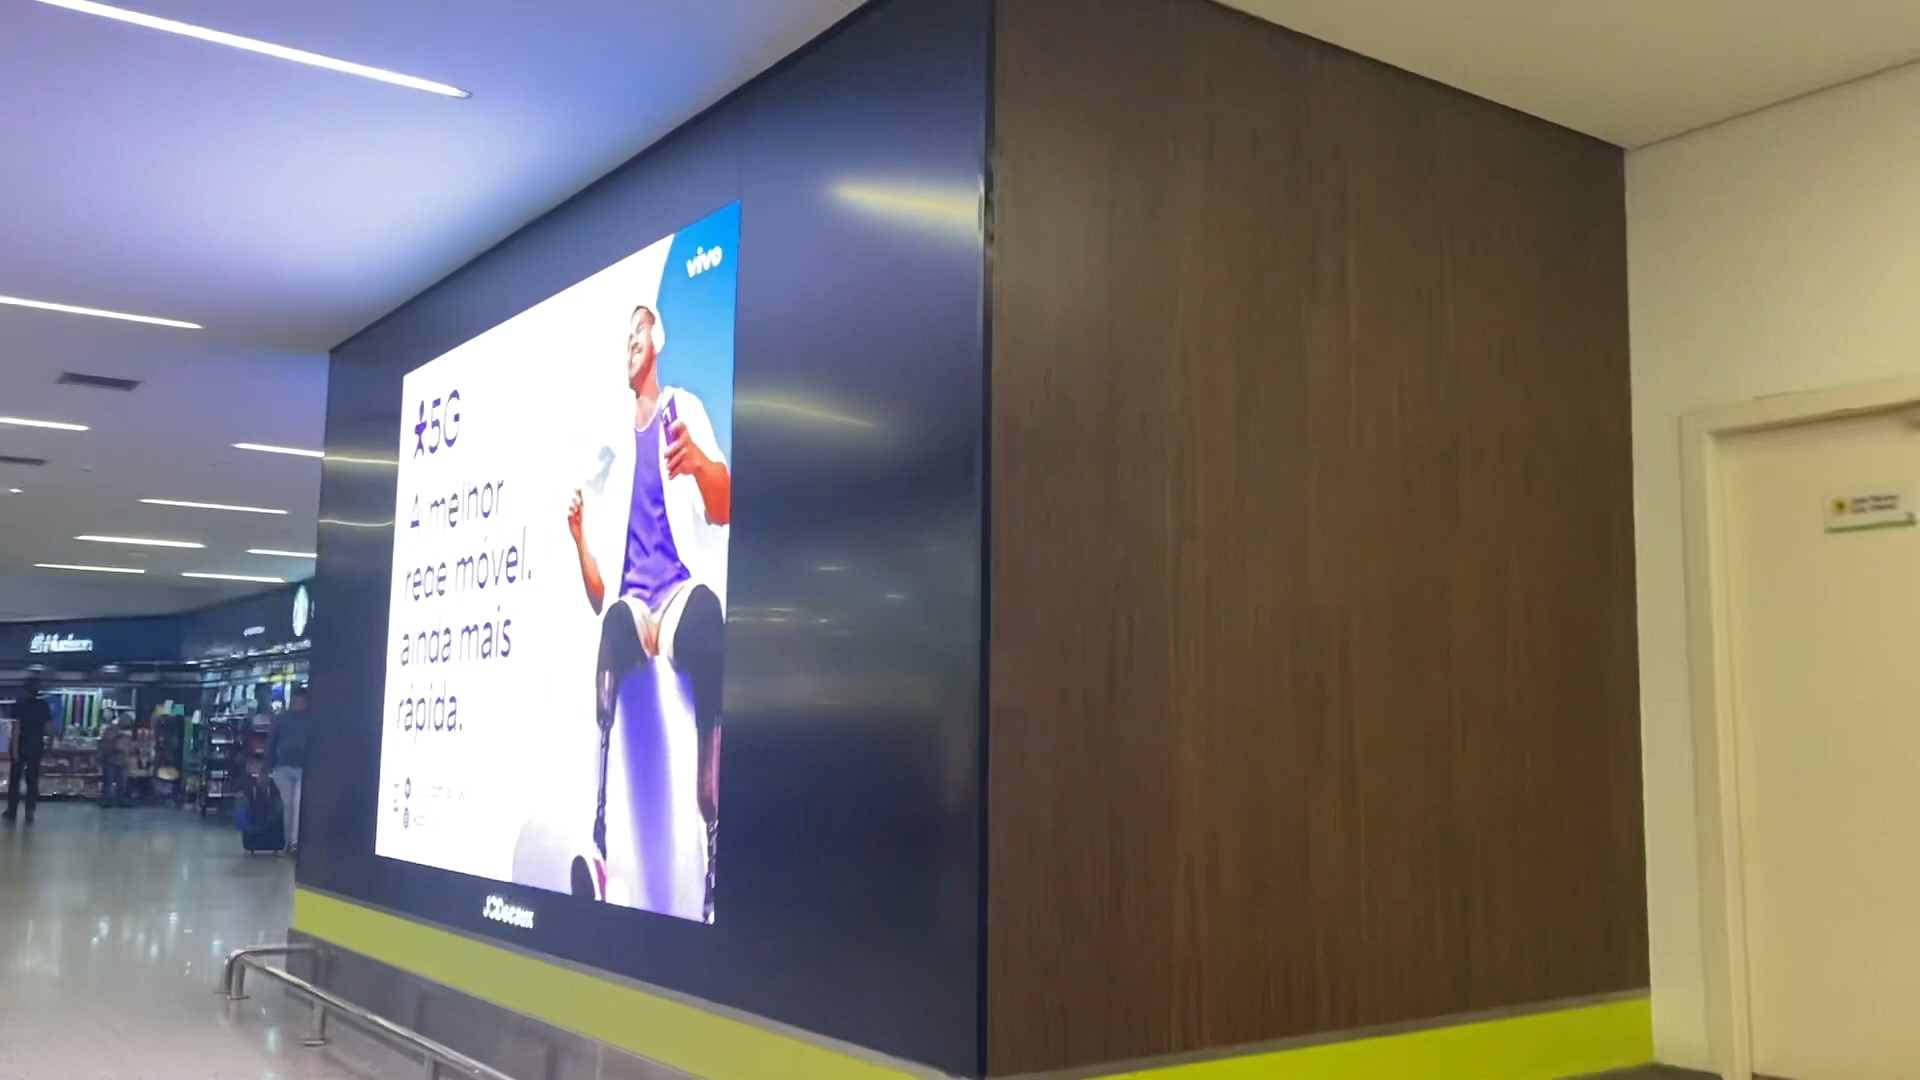 vivo
5G
A melhor
rede móvel,
ainda mais
rápida.
JCDecaux
Hudson